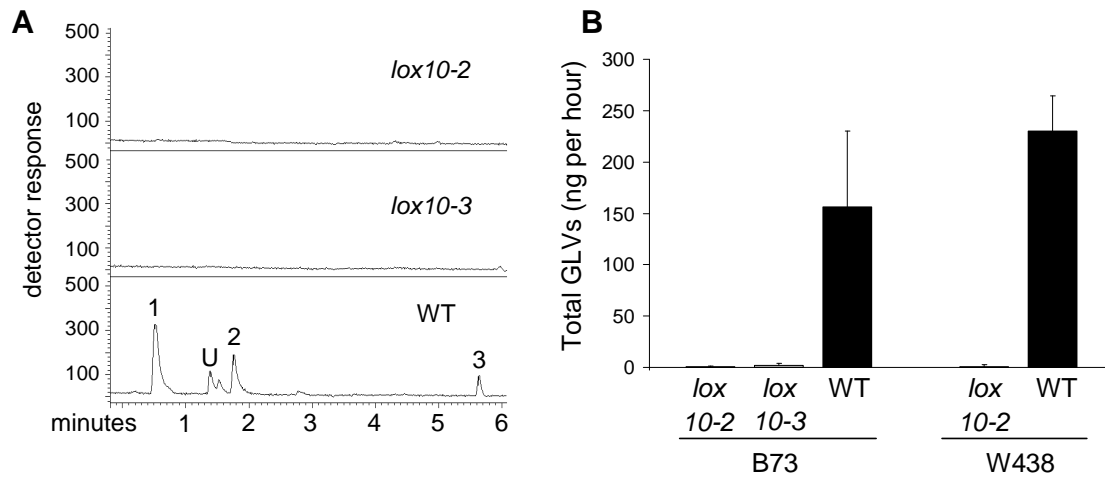 A
detector response
500
300
100
lox10-2
500
300
100
lox10-3
500
300
100
WT
1
U
2
3
minutes 1 2 3 4 5 6
B
Total GLVs (ng per hour)
300
250
200
150
100
50
0
lox lox WT lox WT
10-2 10-3 10-2
B73 W438